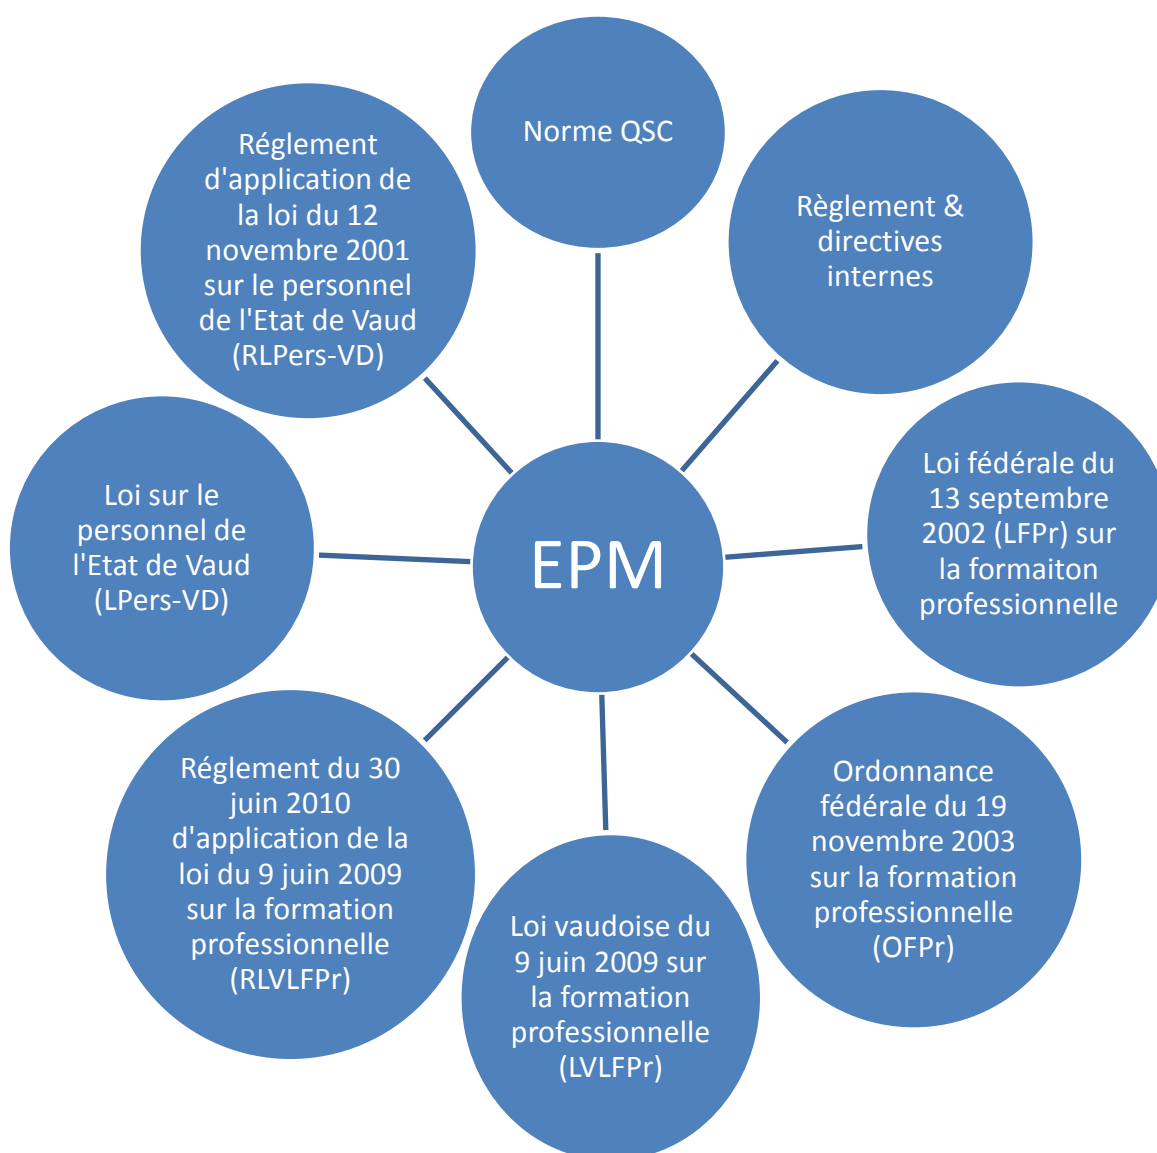 Norme QSC
Règlement &
directives
internes
Loi fédérale du
13 septembre
2002 (LFPr) sur
la formaiton
professionnelle
Ordonnance
fédérale du 19
novembre 2003
sur la formation
professionnelle
(OFPr)
Loi vaudoise du
9 juin 2009 sur
la formation
professionnelle
(LVLFPr)
Réglement du 30
juin 2010
d'application de la
loi du 9 juin 2009
sur la formation
professionnelle
(RLVLFPr)
Loi sur le
personnel de
l'Etat de Vaud
(LPers-VD)
Réglement
d'application de
la loi du 12
novembre 2001
sur le personnel
de l'Etat de Vaud
(RLPers-VD)
EPM